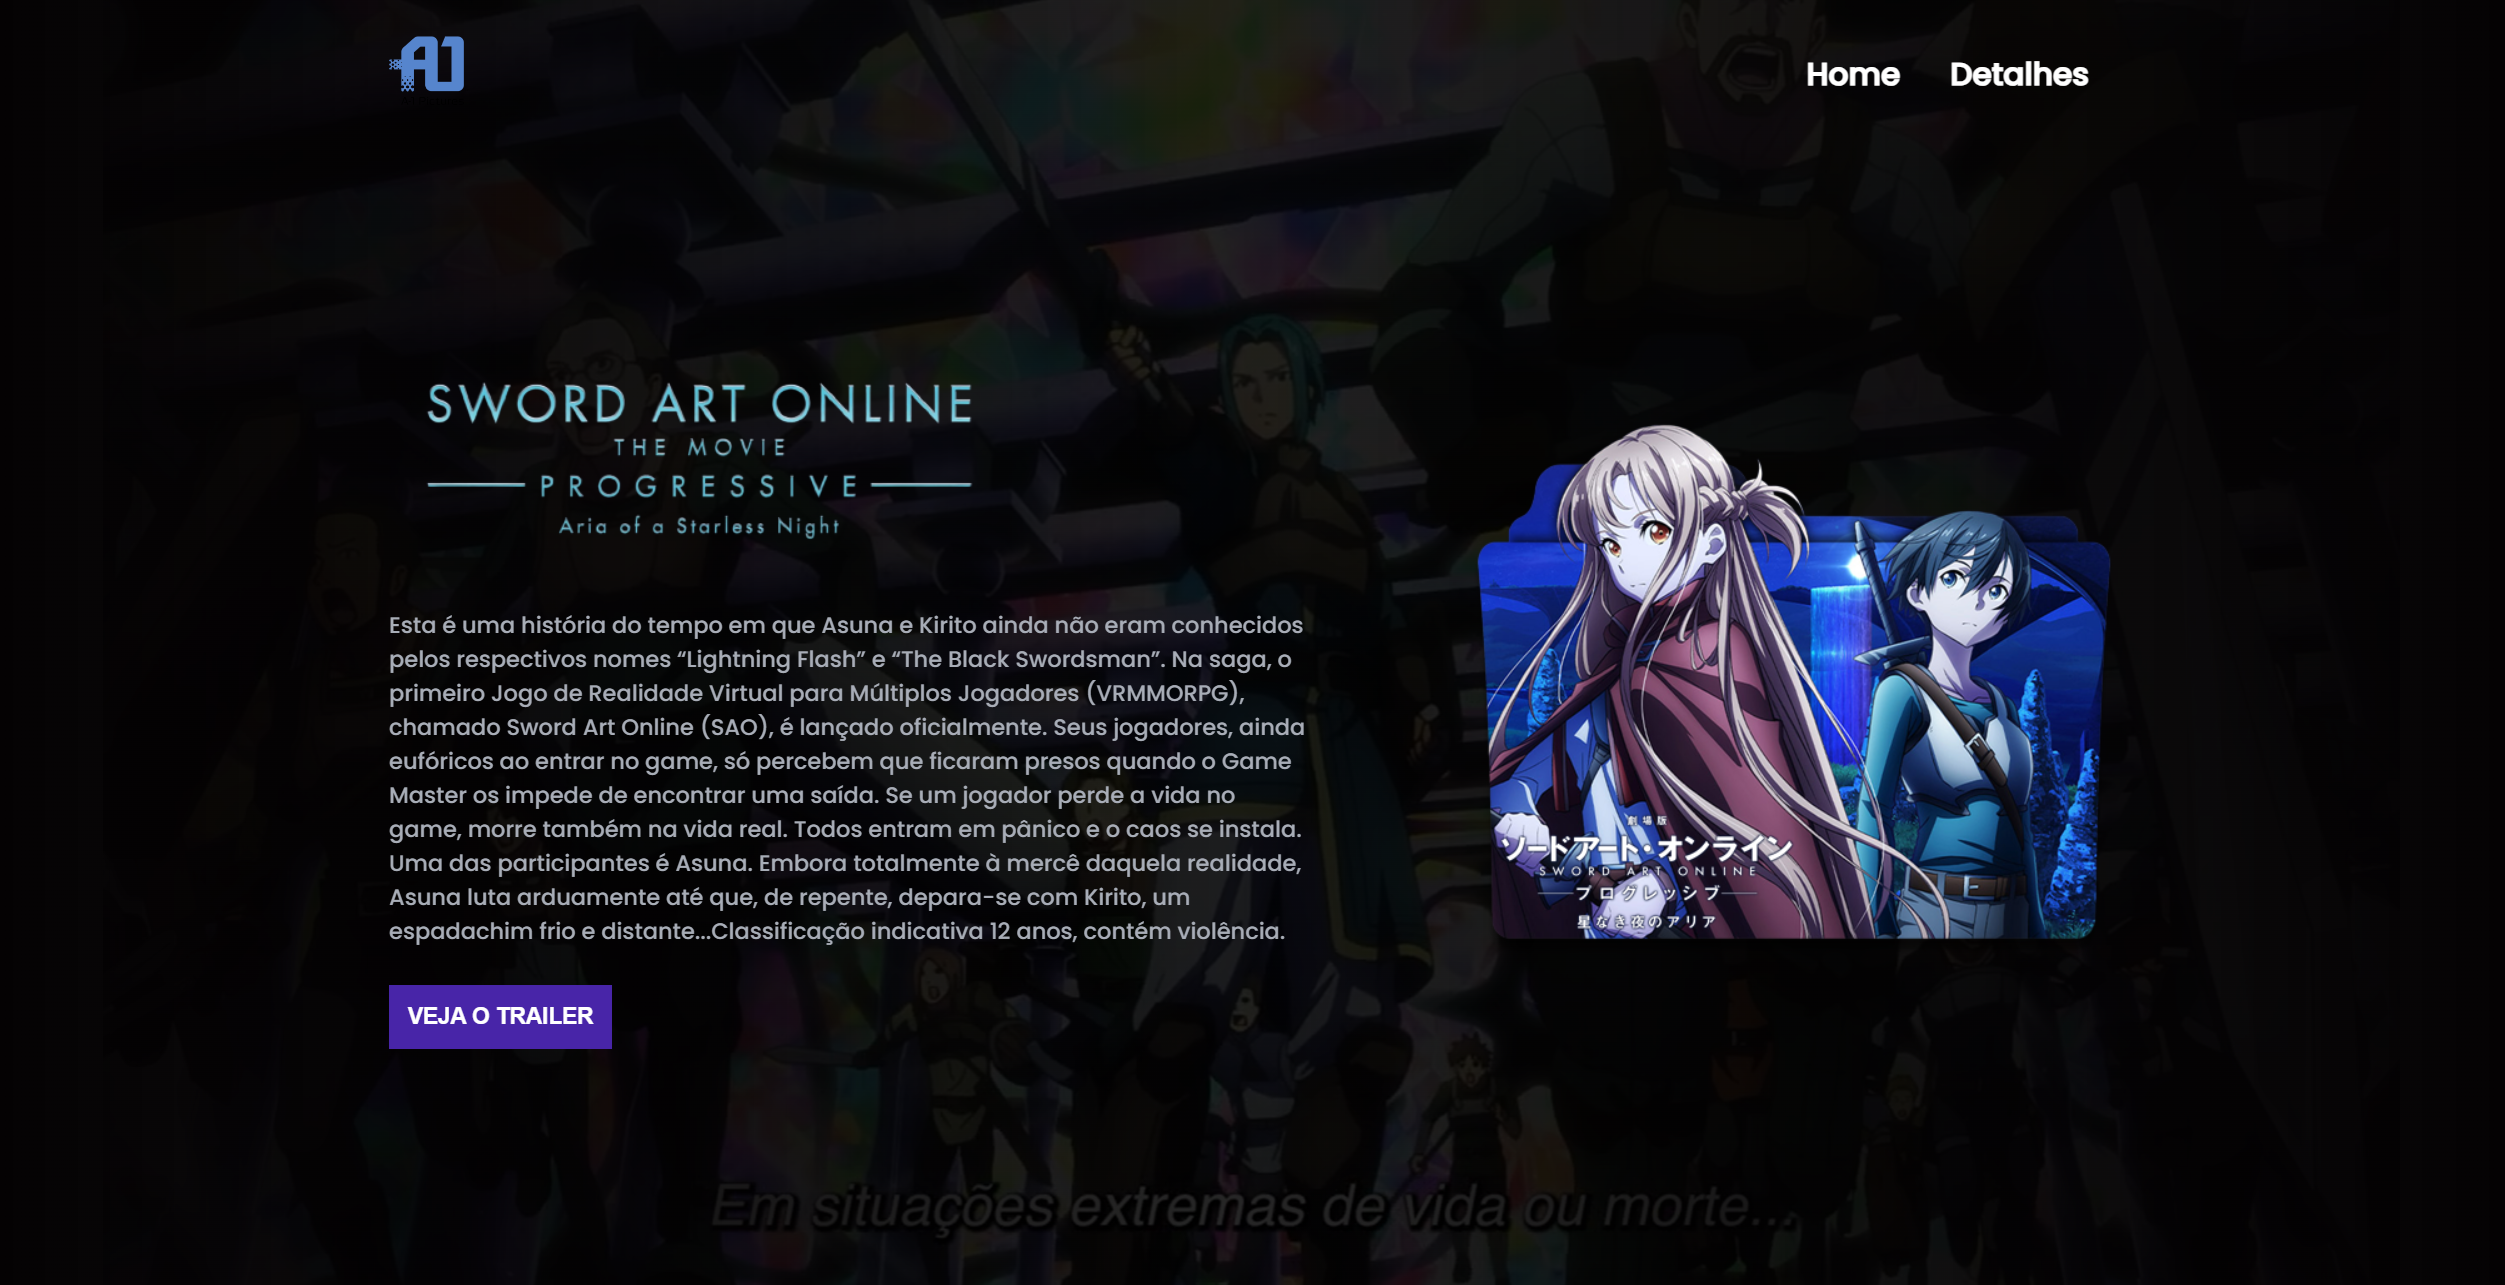 AJ
Home Detalhes
SWORD ART ONLINE
THE MOVIE
PROGRESSIVE
Aria of a Starless Night
Esta é uma história do tempo em que Asuna e Kirito ainda não eram conhecidos
pelos respectivos nomes “Lightning Flash” e “The Black Swordsman”. Na saga, o
primeiro Jogo de Realidade Virtual para Múltiplos Jogadores (VRMMORPG),
chamado Sword Art Online (SAO), é lançado oficialmente. Seus jogadores, ainda
eufóricos ao entrar no game, só percebem que ficaram presos quando o Game
Master os impede de encontrar uma saída. Se um jogador perde a vida no
game, morre também na vida real. Todos entram em pânico e o caos se instala.
Uma das participantes é Asuna. Embora totalmente à mercê daquela realidade,
Asuna luta arduamente até que, de repente, depara-se com Kirito, um
espadachim frio e distante...Classificação indicativa 12 anos, contém violência.
VEJA O TRAILER
劇場版
ソードアート・オンライン
SWORD ART ONLINE
プログレッシブ
星なき夜のアリア
Em situações extremas de vida ou morte...